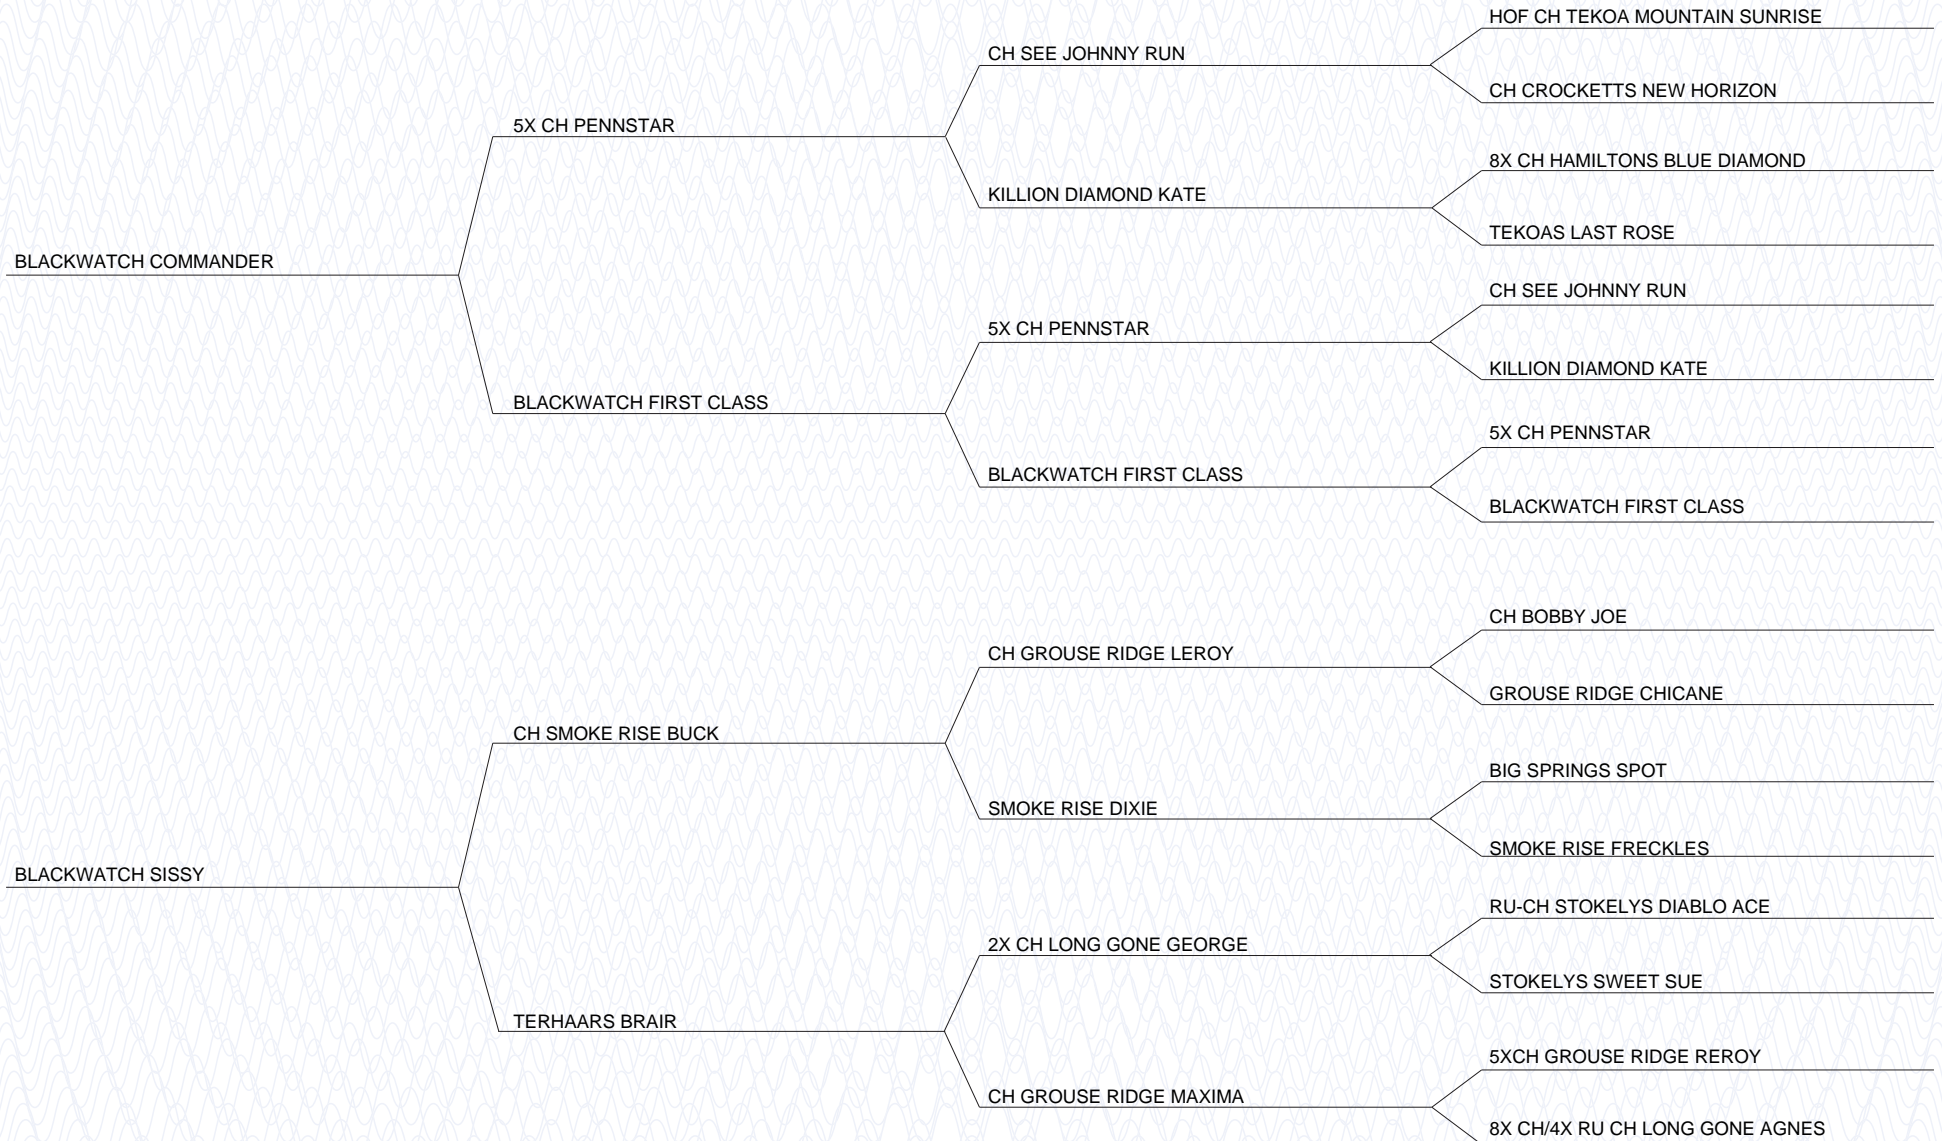 HOF CH TEKOA MOUNTAIN SUNRISE
CH SEE JOHNNY RUN
CH CROCKETTS NEW HORIZON
5X CH PENNSTAR
8X CH HAMILTONS BLUE DIAMOND
KILLION DIAMOND KATE
TEKOAS LAST ROSE
BLACKWATCH COMMANDER
CH SEE JOHNNY RUN
5X CH PENNSTAR
KILLION DIAMOND KATE
BLACKWATCH FIRST CLASS
5X CH PENNSTAR
BLACKWATCH FIRST CLASS
BLACKWATCH FIRST CLASS
CH BOBBY JOE
CH GROUSE RIDGE LEROY
GROUSE RIDGE CHICANE
CH SMOKE RISE BUCK
BIG SPRINGS SPOT
SMOKE RISE DIXIE
SMOKE RISE FRECKLES
BLACKWATCH SISSY
RU-CH STOKELYS DIABLO ACE
2X CH LONG GONE GEORGE
STOKELYS SWEET SUE
TERHAARS BRAIR
5XCH GROUSE RIDGE REROY
CH GROUSE RIDGE MAXIMA
8X CH/4X RU CH LONG GONE AGNES